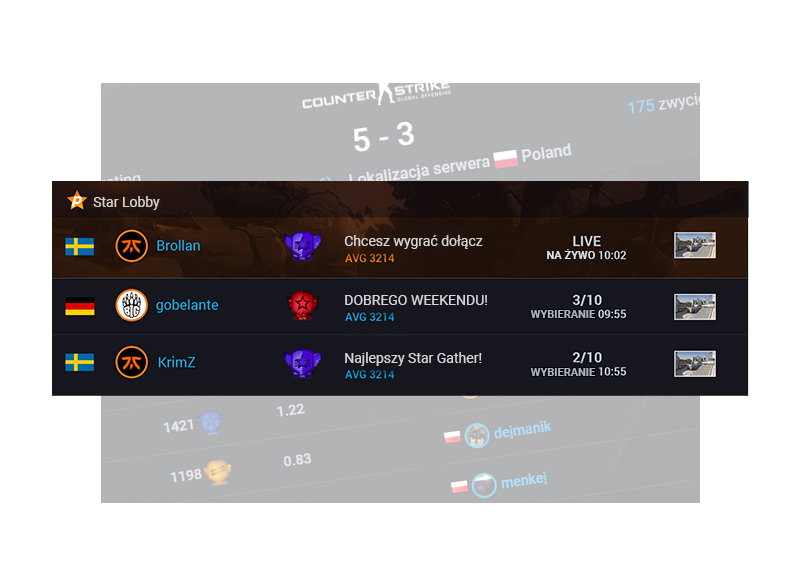 COUNTER STRIKE
GLOBAL OFFENSIVE
175 zwycię
5 - 3
Lokalizacja serwera Poland
Star Lobby
Brollan
Chcesz wygrać dołącz
AVG 3214
LIVE
NA ŻYWO 10:02
gobelante
DOBREGO WEEKENDU!
AVG 3214
3/10
WYBIERANIE 09:55
KrimZ
Najlepszy Star Gather!
AVG 3214
2/10
WYBIERANIE 10:55
1421 1.22
dejmanik
1198 0.83
menkej